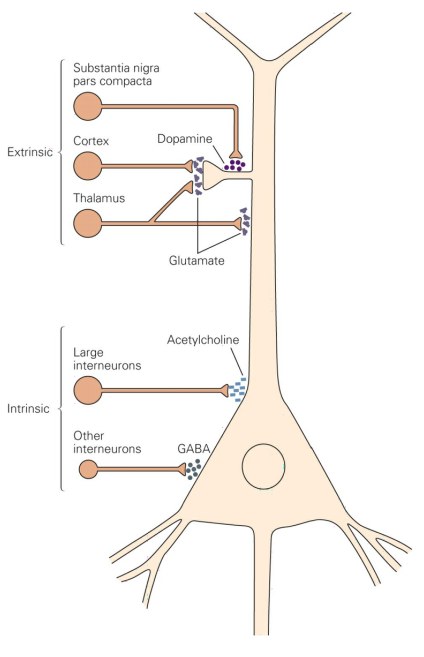 Substantia nigra
pars compacta
Cortex
Dopamine
Extrinsic
Thalamus
Glutamate
Acetylcholine
Large
interneurons
Intrinsic
Other
interneurons
GABA